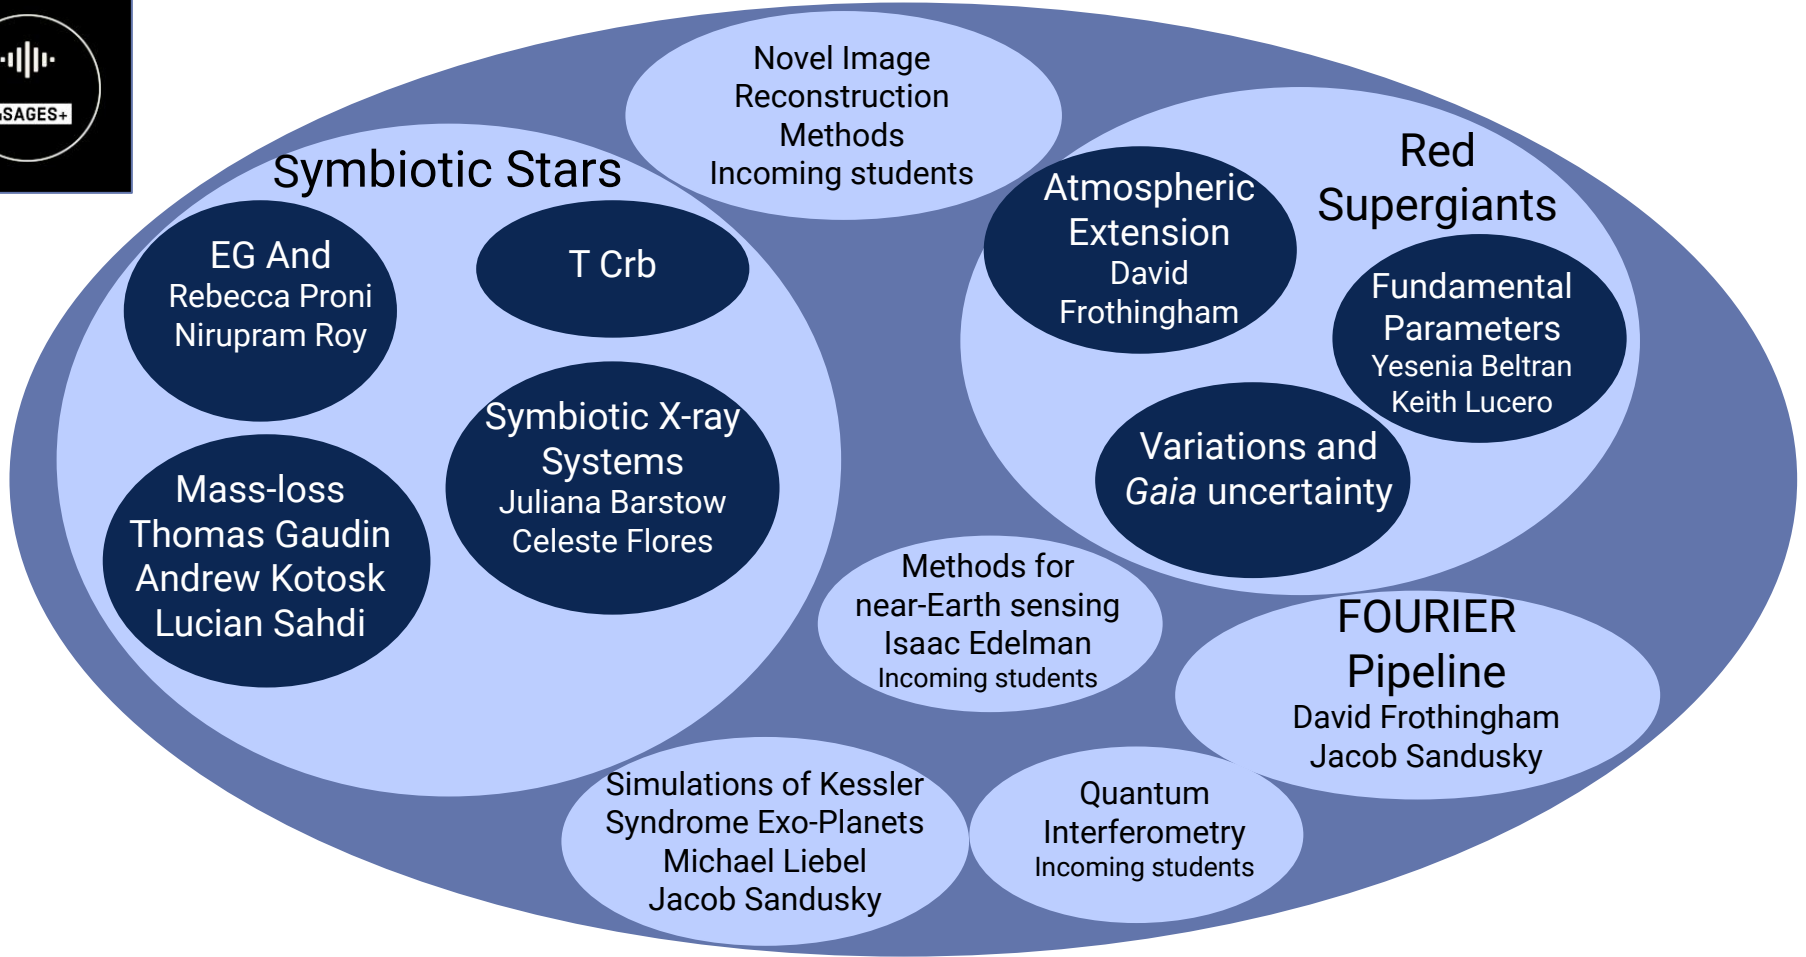 SAGES+
Novel Image
Reconstruction
Methods
Incoming students
Symbiotic Stars
EG And
Rebecca Proni
Nirupram Roy
T Crb
Mass-loss
Thomas Gaudin
Andrew Kotosk
Lucian Sahdi
Symbiotic X-ray
Systems
Juliana Barstow
Celeste Flores
Red
Supergiants
Atmospheric
Extension
David
Frothingham
Fundamental
Parameters
Yesenia Beltran
Keith Lucero
Variations and
Gaia uncertainty
Methods for
near-Earth sensing
Isaac Edelman
Incoming students
FOURIER
Pipeline
David Frothingham
Jacob Sandusky
Simulations of Kessler
Syndrome Exo-Planets
Michael Liebel
Jacob Sandusky
Quantum
Interferometry
Incoming students